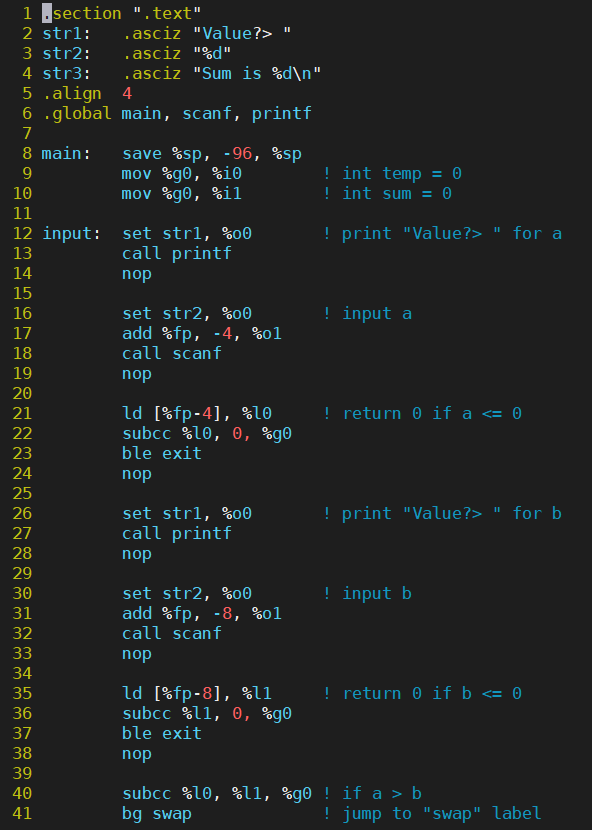 1 .section ".text"
2 str1:   .asciz "Value?> "
3 str2:   .asciz "%d"
4 str3:   .asciz "Sum is %d\n"
5 .align  4
6 .global main, scanf, printf
7
8 main:   save %sp, -96, %sp
9         mov %g0, %i0        ! int temp = 0
10         mov %g0, %i1        ! int sum = 0
11
12 input:  set str1, %o0       ! print "Value?> " for a
13         call printf
14         nop
15
16         set str2, %o0       ! input a
17         add %fp, -4, %o1
18         call scanf
19         nop
20
21         ld [%fp-4], %l0     ! return 0 if a <= 0
22         subcc %l0, 0, %g0
23         ble exit
24         nop
25
26         set str1, %o0       ! print "Value?> " for b
27         call printf
28         nop
29
30         set str2, %o0       ! input b
31         add %fp, -8, %o1
32         call scanf
33         nop
34
35         ld [%fp-8], %l1     ! return 0 if b <= 0
36         subcc %l1, 0, %g0
37         ble exit
38         nop
39
40         subcc %l0, %l1, %g0 ! if a > b
41         bg swap             ! jump to "swap" label